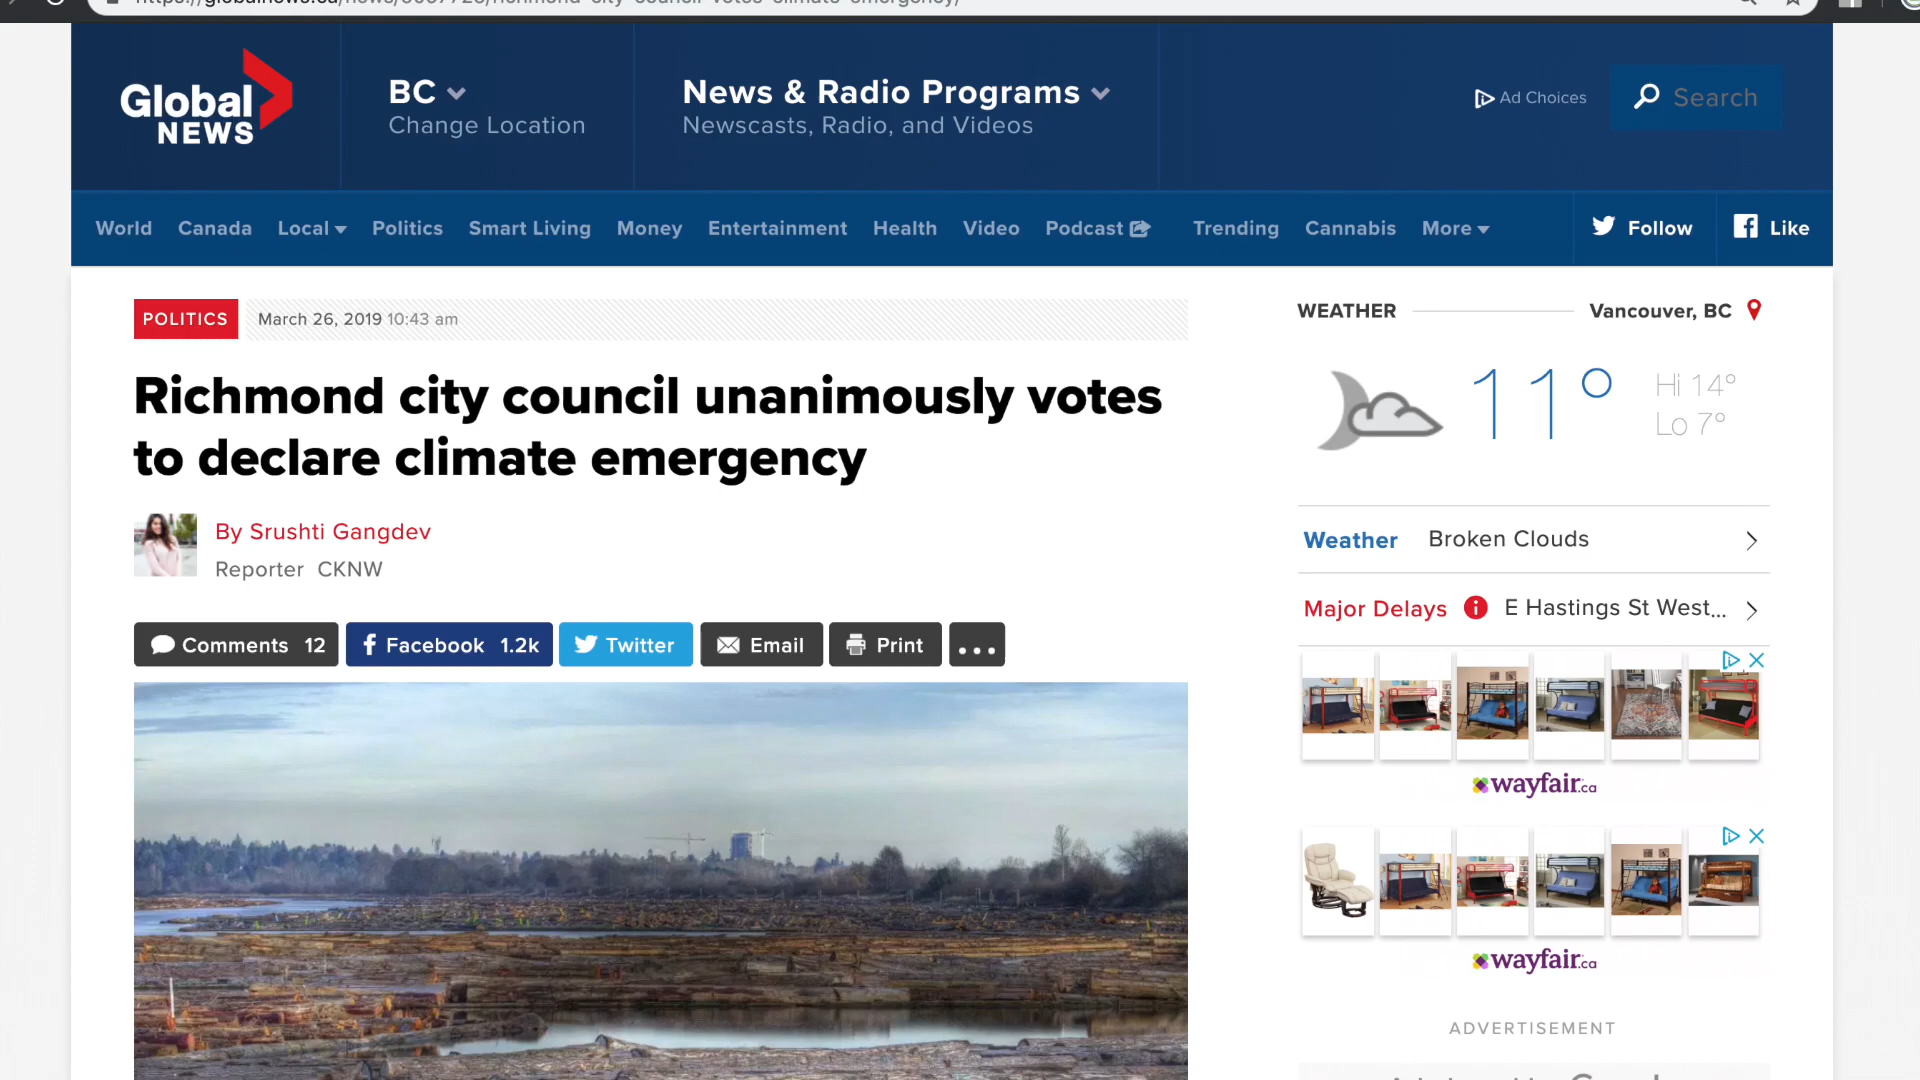 Global
NEWS
BC
Change Location
News & Radio Programs
Newscasts, Radio, and Videos
Ad Choices
Search
World Canada Local Politics Smart Living Money Entertainment Health Video Podcast Trending Cannabis More Follow Like
POLITICS March 26, 2019 10:43 am
Richmond city council unanimously votes
to declare climate emergency
By Srushti Gangdev
Reporter CKNW
Comments 12 Facebook 1.2k Twitter Email Print ...
WEATHER Vancouver, BC
11° Hi 14°
Lo 7°
Weather Broken Clouds
Major Delays E Hastings St West...
wayfair.ca
wayfair.ca
ADVERTISEMENT